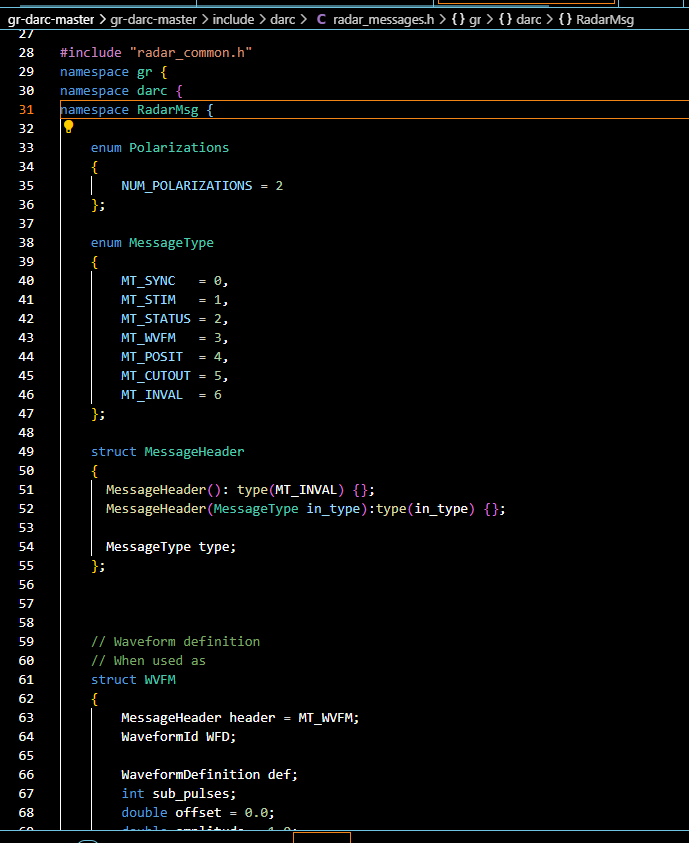 gr-darc-master > gr-darc-master > include > darc > C radar_messages.h > {} gr > {} darc > {} RadarMsg
27
28 #include "radar_common.h"
29 namespace gr {
30 namespace darc {
31 namespace RadarMsg {
32
33 enum Polarizations
34 {
35 NUM_POLARIZATIONS = 2
36 };
37
38 enum MessageType
39 {
40 MT_SYNC   = 0,
41 MT_STIM   = 1,
42 MT_STATUS = 2,
43 MT_WVFM   = 3,
44 MT_POSIT  = 4,
45 MT_CUTOUT = 5,
46 MT_INVAL  = 6
47 };
48
49 struct MessageHeader
50 {
51 MessageHeader(): type(MT_INVAL) {};
52 MessageHeader(MessageType in_type):type(in_type) {};
53
54 MessageType type;
55 };
56
57
58
59 // Waveform definition
60 // When used as
61 struct WVFM
62 {
63 MessageHeader header = MT_WVFM;
64 WaveformId WFD;
65
66 WaveformDefinition def;
67 int sub_pulses;
68 double offset = 0.0;
69 double amplitude = 1.0;